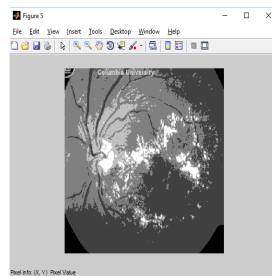 Figure 5
File Edit View Insert Tools Desktop Window Help
Columbia University
Pixel info: (X, Y) Pixel Value